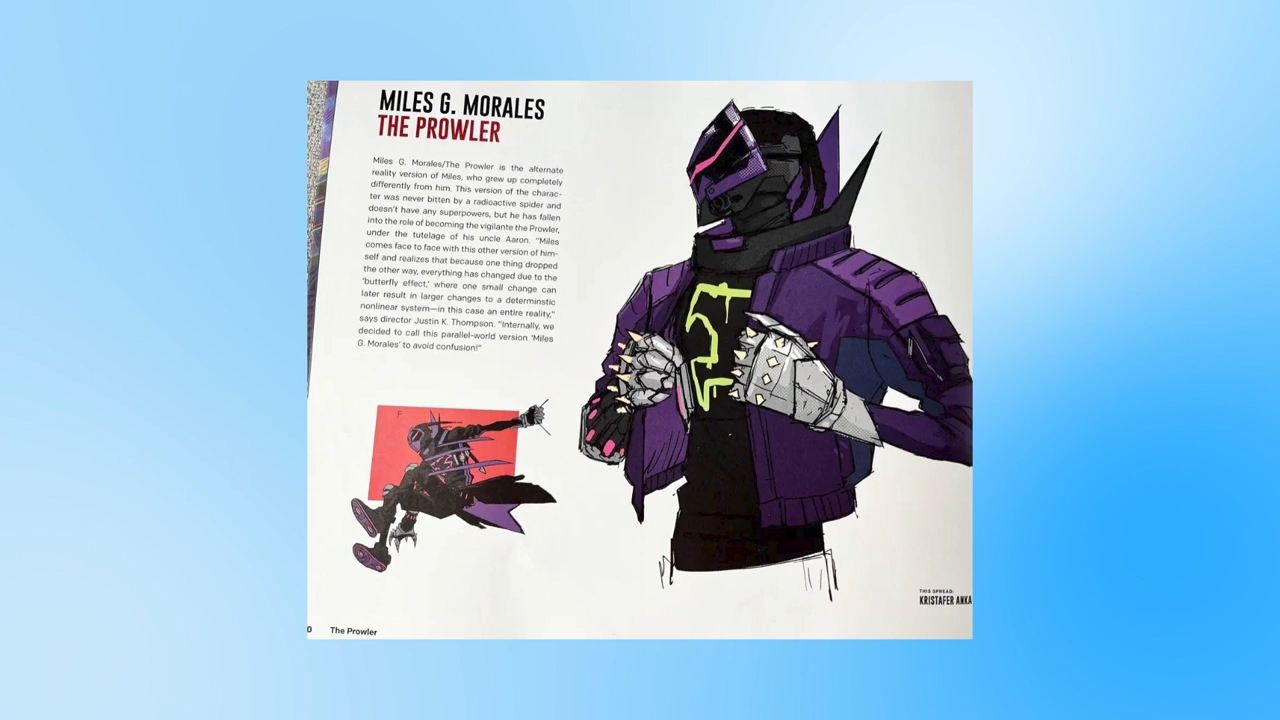 MILES G. MORALES
THE PROWLER
Miles G. Morales/The Prowler is the alternate
reality version of Miles, who grew up completely
differently from him. This version of the charac-
ter was never bitten by a radioactive spider and
doesn't have any superpowers, but he has fallen
into the role of becoming the vigilante the Prowler,
under the tutelage of his uncle Aaron. "Miles
comes face to face with this other version of him-
self and realizes that because one thing dropped
the other way, everything has changed due to the
'butterfly effect,' where one small change can
later result in larger changes to a determinstic
nonlinear system—in this case an entire reality,"
says director Justin K. Thompson. "Internally, we
decided to call this parallel-world version 'Miles
G. Morales' to avoid confusion!"
F
THIS SPREAD:
KRISTAFER ANKA
0 The Prowler